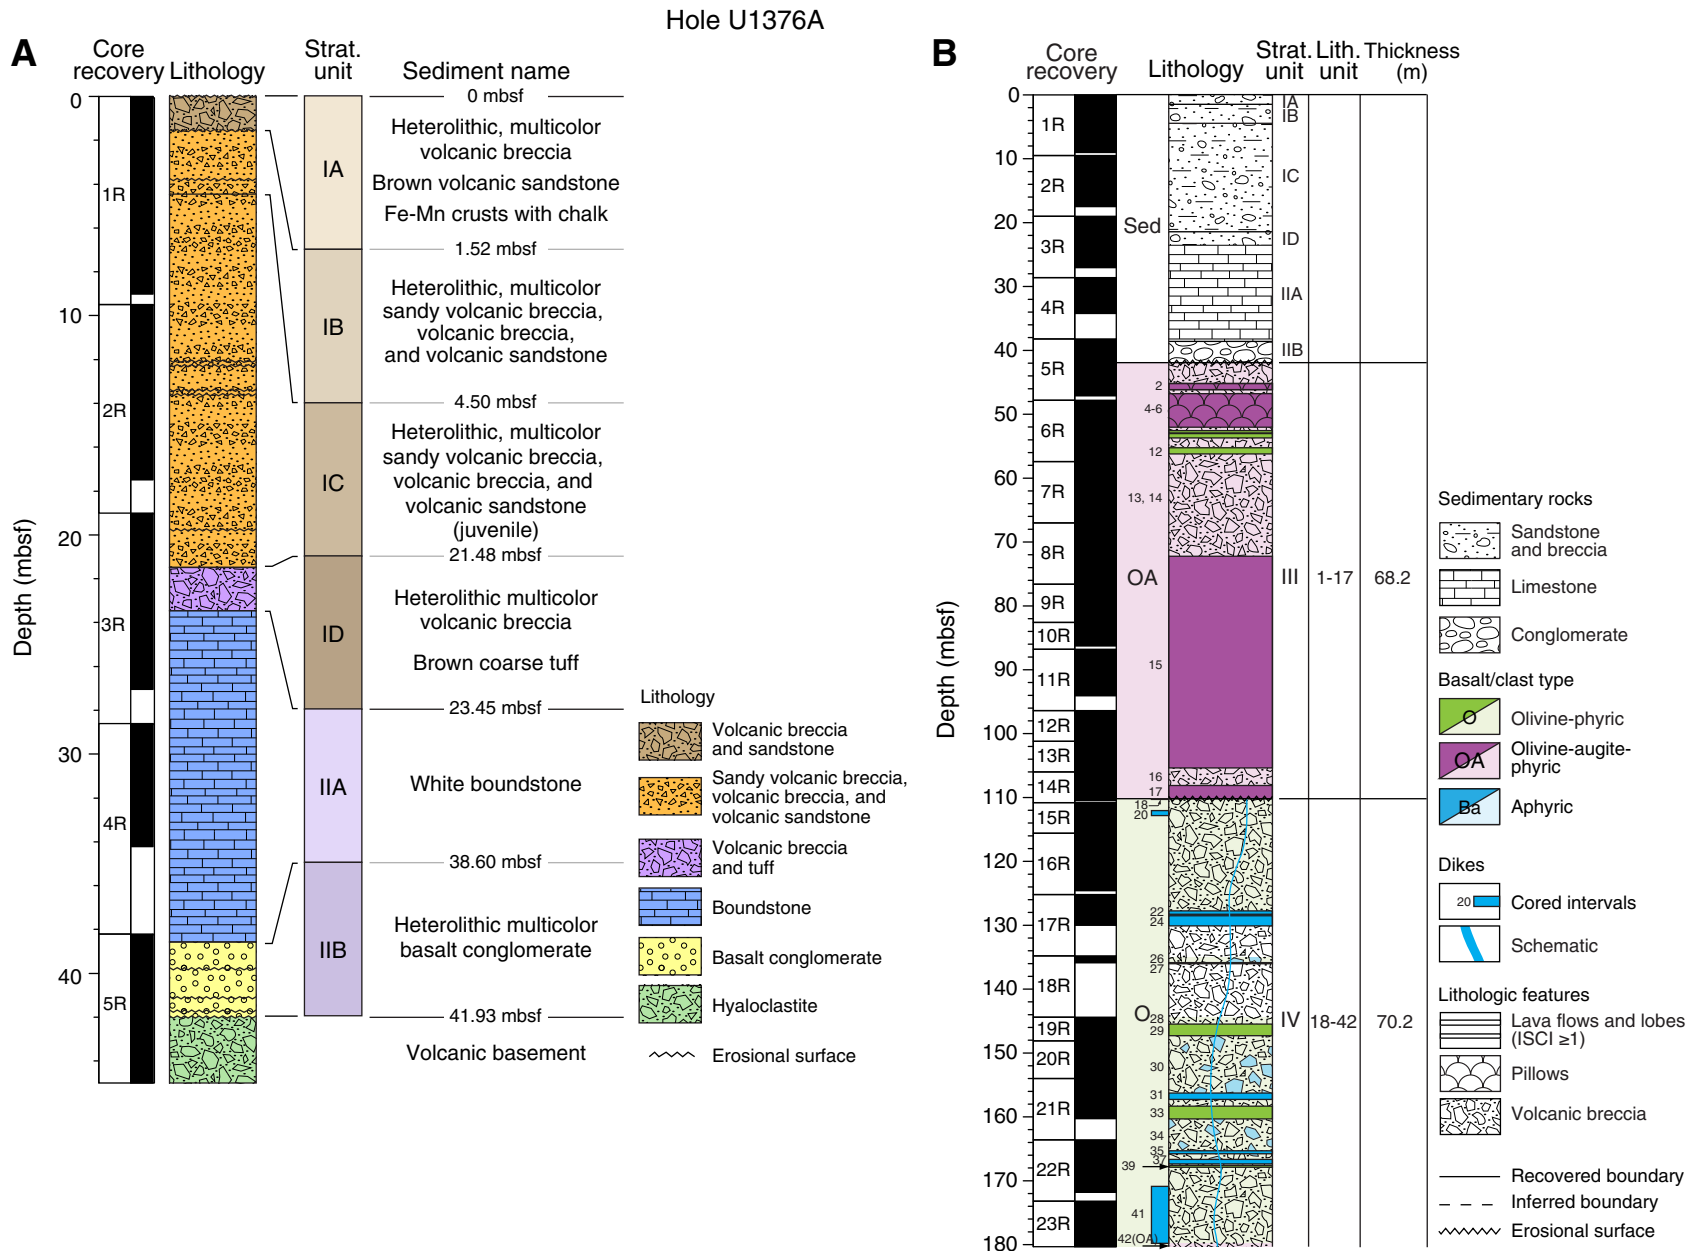 Hole U1376A
A
Core
recovery
Lithology
Strat.
unit
Sediment name
Depth (mbsf)
0
10
20
30
40
1R
2R
3R
4R
5R
IA
IB
IC
ID
IIA
IIB
0 mbsf
Heterolithic, multicolor
volcanic breccia
Brown volcanic sandstone
Fe-Mn crusts with chalk
1.52 mbsf
Heterolithic, multicolor
sandy volcanic breccia,
volcanic breccia,
and volcanic sandstone
4.50 mbsf
Heterolithic, multicolor
sandy volcanic breccia,
volcanic breccia, and
volcanic sandstone
(juvenile)
21.48 mbsf
Heterolithic multicolor
volcanic breccia
Brown coarse tuff
23.45 mbsf
White boundstone
38.60 mbsf
Heterolithic multicolor
basalt conglomerate
41.93 mbsf
Volcanic basement
Lithology
Volcanic breccia
and sandstone
Sandy volcanic breccia,
volcanic breccia, and
volcanic sandstone
Volcanic breccia
and tuff
Boundstone
Basalt conglomerate
Hyaloclastite
Erosional surface
B
Core
recovery
Lithology
Strat.
unit
Lith.
unit
Thickness
(m)
Depth (mbsf)
0
10
20
30
40
50
60
70
80
90
100
110
120
130
140
150
160
170
180
1R
2R
3R
4R
5R
6R
7R
8R
9R
10R
11R
12R
13R
14R
15R
16R
17R
18R
19R
20R
21R
22R
23R
Sed
OA
O
2
4-6
12
13, 14
15
16
17
18
20
22
24
26
27
28
29
30
31
33
34
35
37
39
41
42(OA)
IA
IB
IC
ID
IIA
IIB
III
1-17
68.2
IV
18-42
70.2
Sedimentary rocks
Sandstone
and breccia
Limestone
Conglomerate
Basalt/clast type
O
Olivine-phyric
OA
Olivine-augite-
phyric
Ba
Aphyric
Dikes
20
Cored intervals
Schematic
Lithologic features
Lava flows and lobes
(ISCI ≥1)
Pillows
Volcanic breccia
Recovered boundary
Inferred boundary
Erosional surface